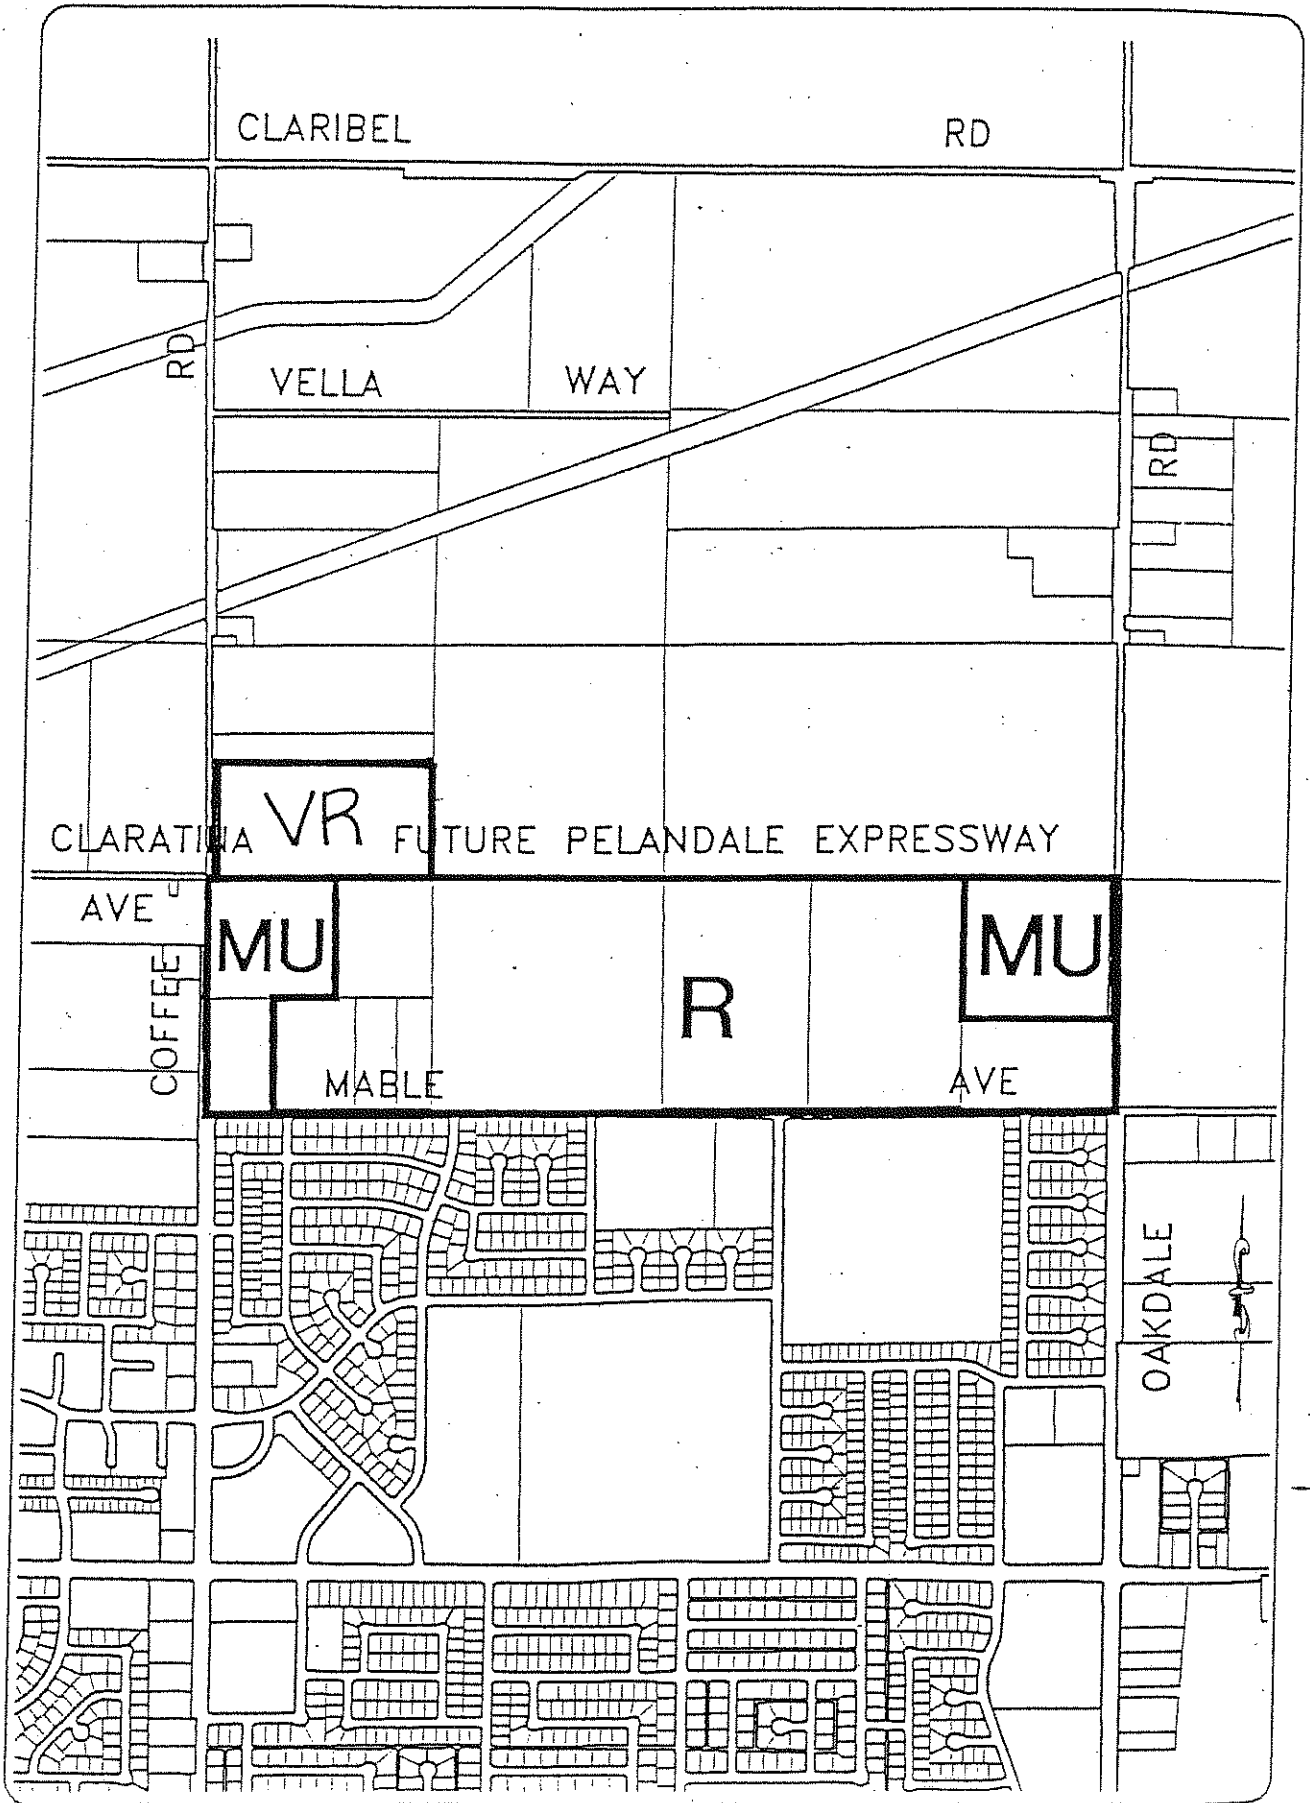 CLARIBEL RD
RD
VELLA WAY
RD
VR
CLARATINA FUTURE PELANDALE EXPRESSWAY
AVE
MU MU
COFFEE
R
MABLE AVE
OAKDALE